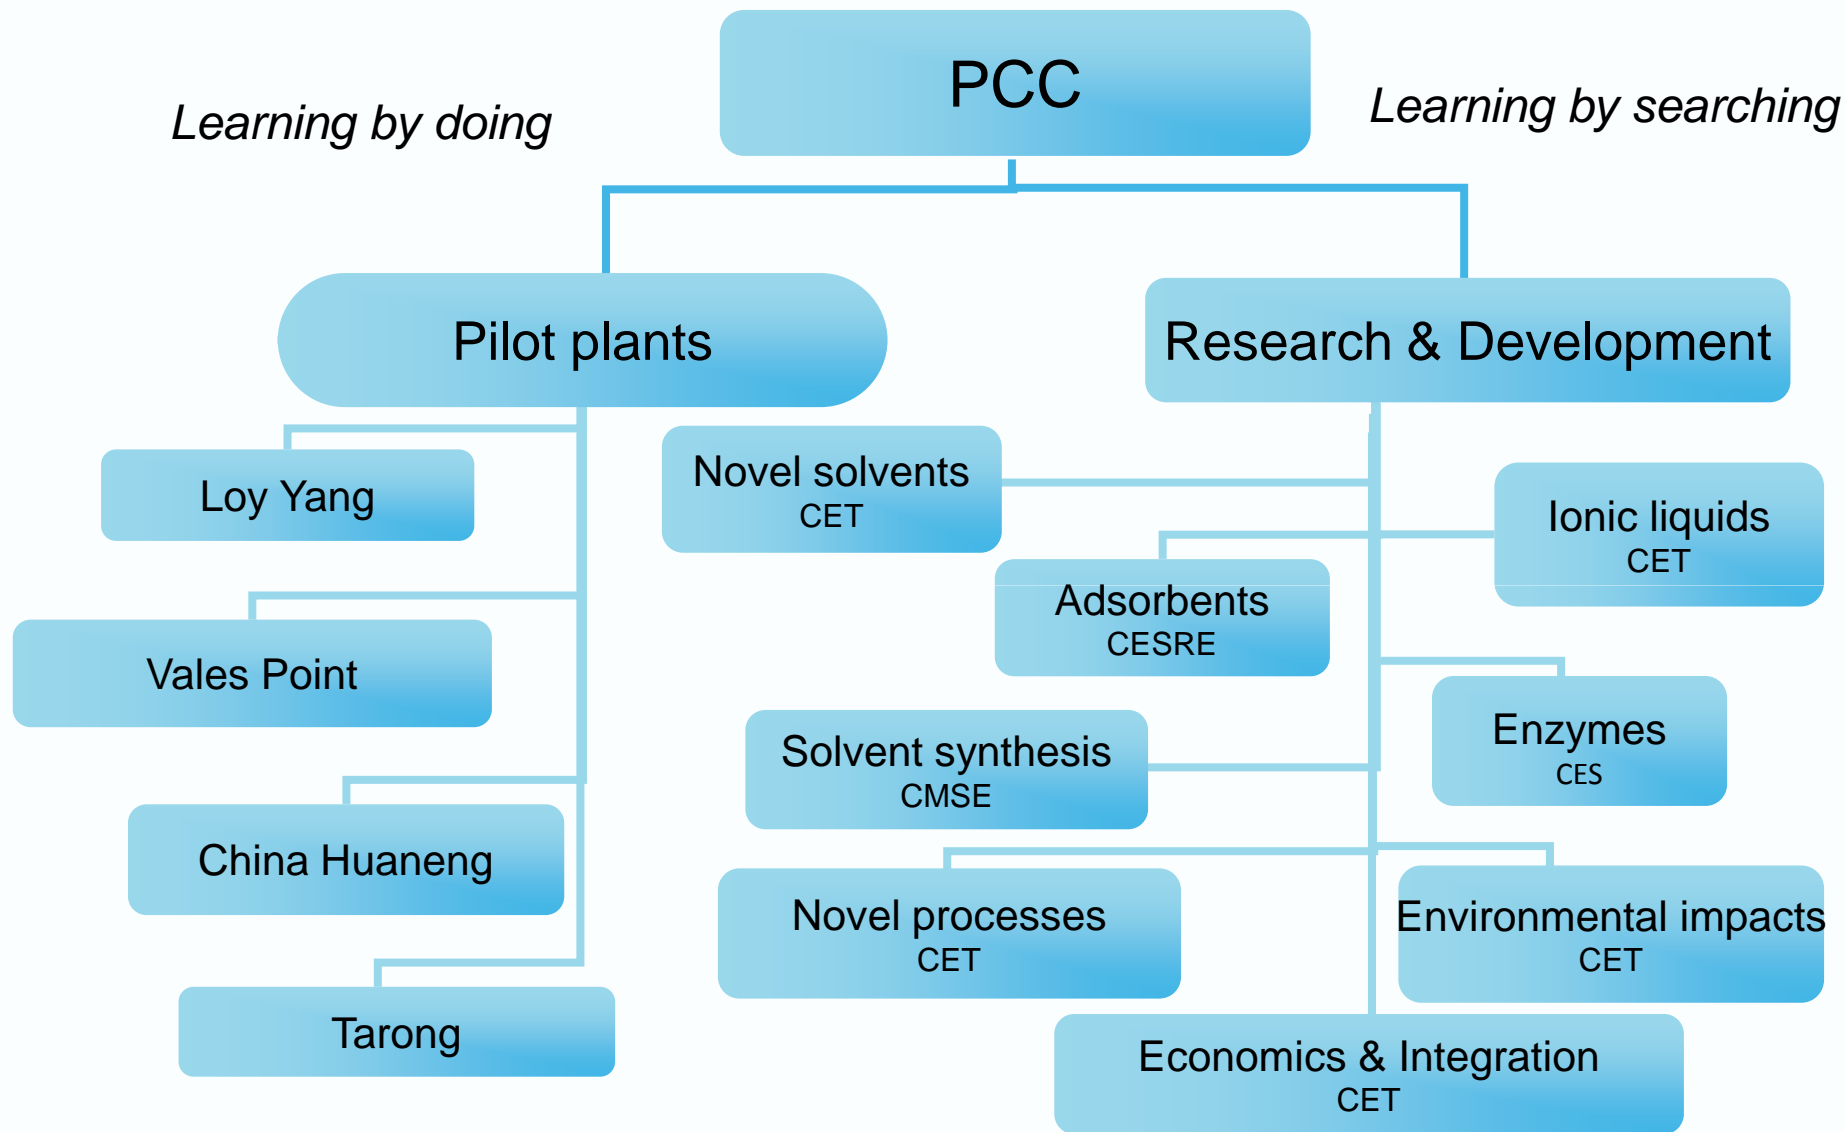 PCC
Learning by doing
Learning by searching
Pilot plants
Research & Development
Loy Yang
Vales Point
China Huaneng
Tarong
Novel solvents
CET
Ionic liquids
CET
Adsorbents
CESRE
Enzymes
CES
Solvent synthesis
CMSE
Novel processes
CET
Environmental impacts
CET
Economics & Integration
CET